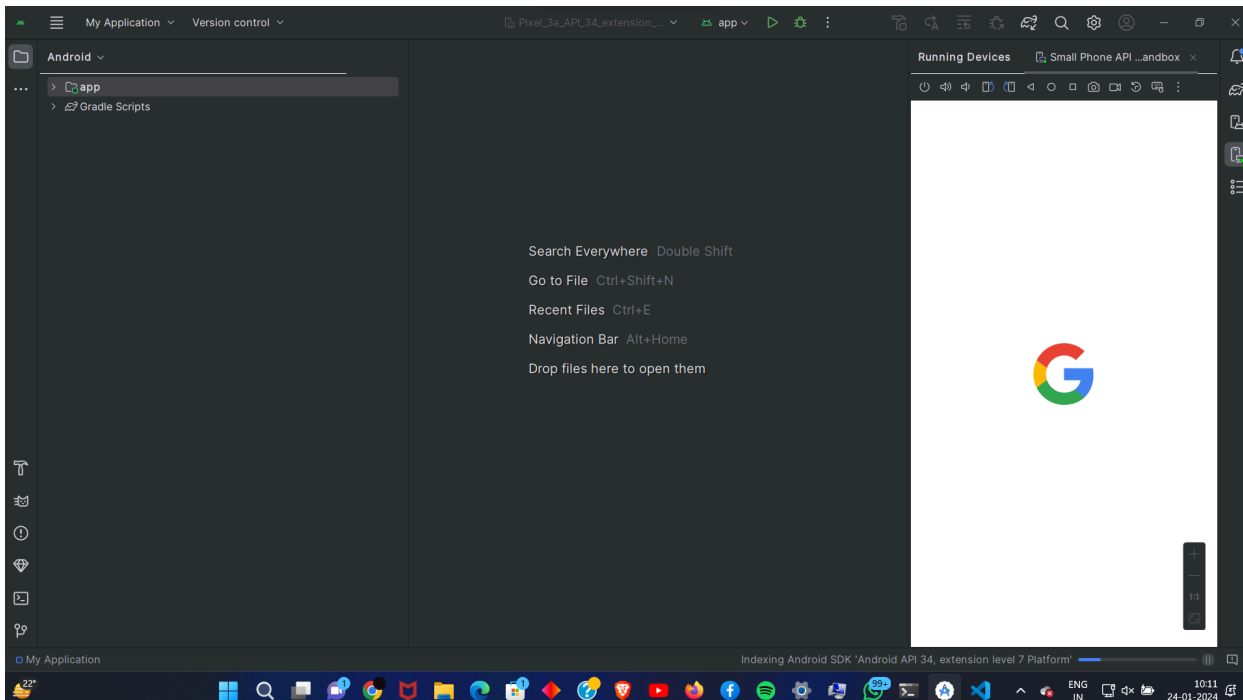 My Application
Version control
Pixel_3a_API_34_extension_...
app
Android
Running Devices
Small Phone API ...andbox
app
Gradle Scripts
Search Everywhere Double Shift
Go to File Ctrl+Shift+N
Recent Files Ctrl+E
Navigation Bar Alt+Home
Drop files here to open them
1:1
My Application
Indexing Android SDK 'Android API 34, extension level 7 Platform'
22°
1
1
99+
ENG
IN
10:11
24-01-2024